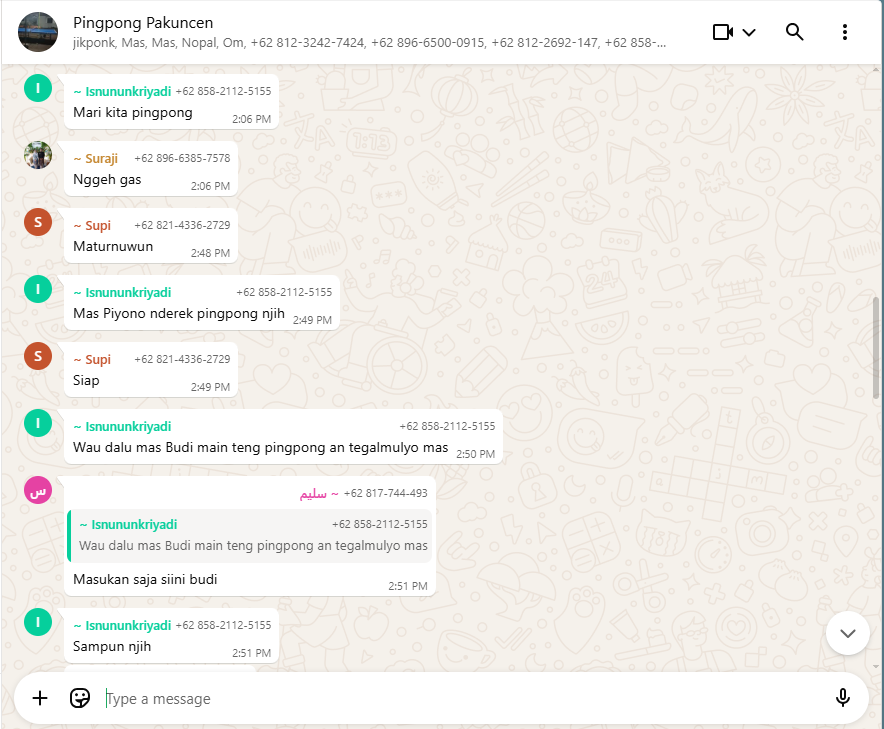 Pingpong Pakuncen
jikponk, Mas, Mas, Nopal, Om, +62 812-3242-7424, +62 896-6500-0915, +62 812-2692-147, +62 858-...
I
~ Isnununkriyadi +62 858-2112-5155
Mari kita pingpong 2:06 PM
~ Suraji +62 896-6385-7578
Nggeh gas 2:06 PM
S
~ Supi +62 821-4336-2729
Maturnuwun 2:48 PM
I
~ Isnununkriyadi +62 858-2112-5155
Mas Piyono nderek pingpong njih 2:49 PM
S
~ Supi +62 821-4336-2729
Siap 2:49 PM
I
~ Isnununkriyadi +62 858-2112-5155
Wau dalu mas Budi main teng pingpong an tegalmulyo mas 2:50 PM
س
~ سليم +62 817-744-493
~ Isnununkriyadi +62 858-2112-5155
Wau dalu mas Budi main teng pingpong an tegalmulyo mas
Masukan saja siini budi 2:51 PM
I
~ Isnununkriyadi +62 858-2112-5155
Sampun njih 2:51 PM
Type a message